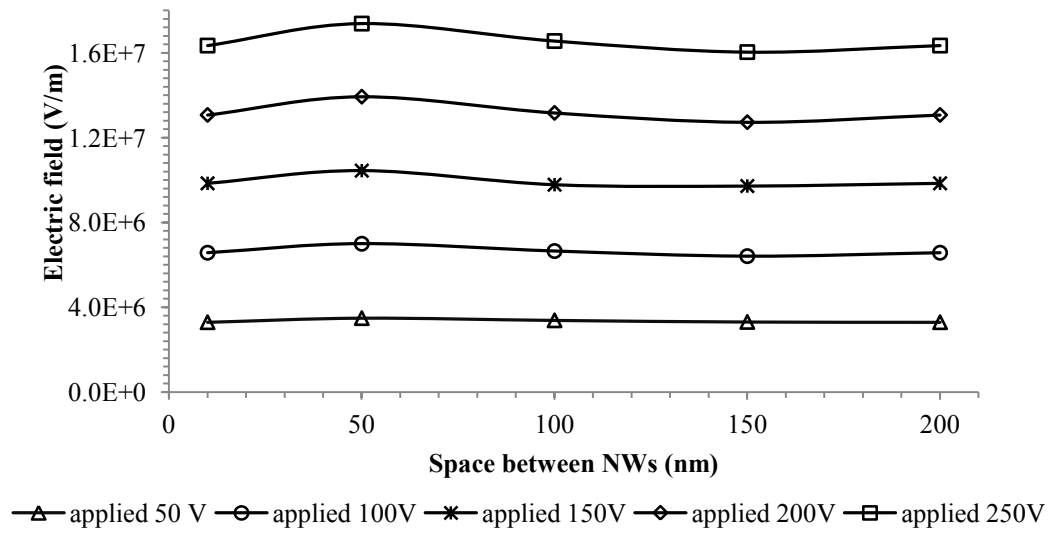 1.6E+7
1.2E+7
8.0E+6
4.0E+6
0.0E+0
Electric field (V/m)
0 50 100 150 200
Space between NWs (nm)
applied 50 V applied 100V applied 150V applied 200V applied 250V